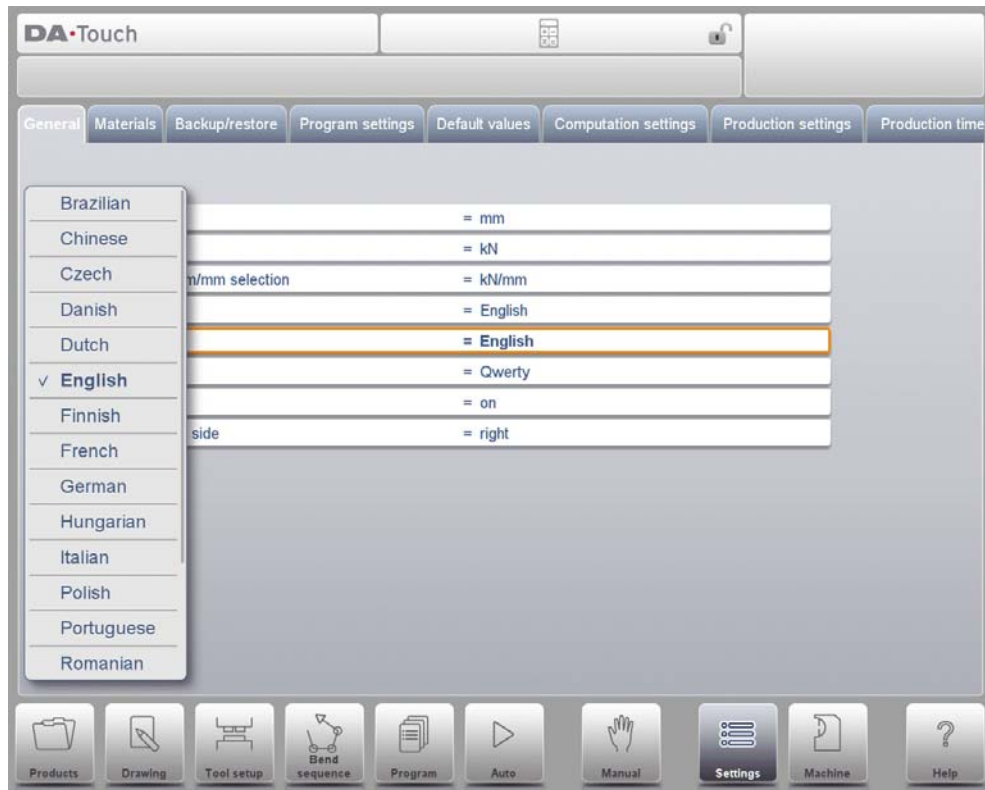 DA•Touch
General Materials Backup/restore Program settings Default values Computation settings Production settings Production time
Brazilian
Chinese
Czech
Danish
Dutch
✓ English
Finnish
French
German
Hungarian
Italian
Polish
Portuguese
Romanian
= mm
= kN
m/mm selection = kN/mm
= English
= English
= Qwerty
= on
side = right
Products Drawing Tool setup Bend sequence Program Auto Manual Settings Machine Help